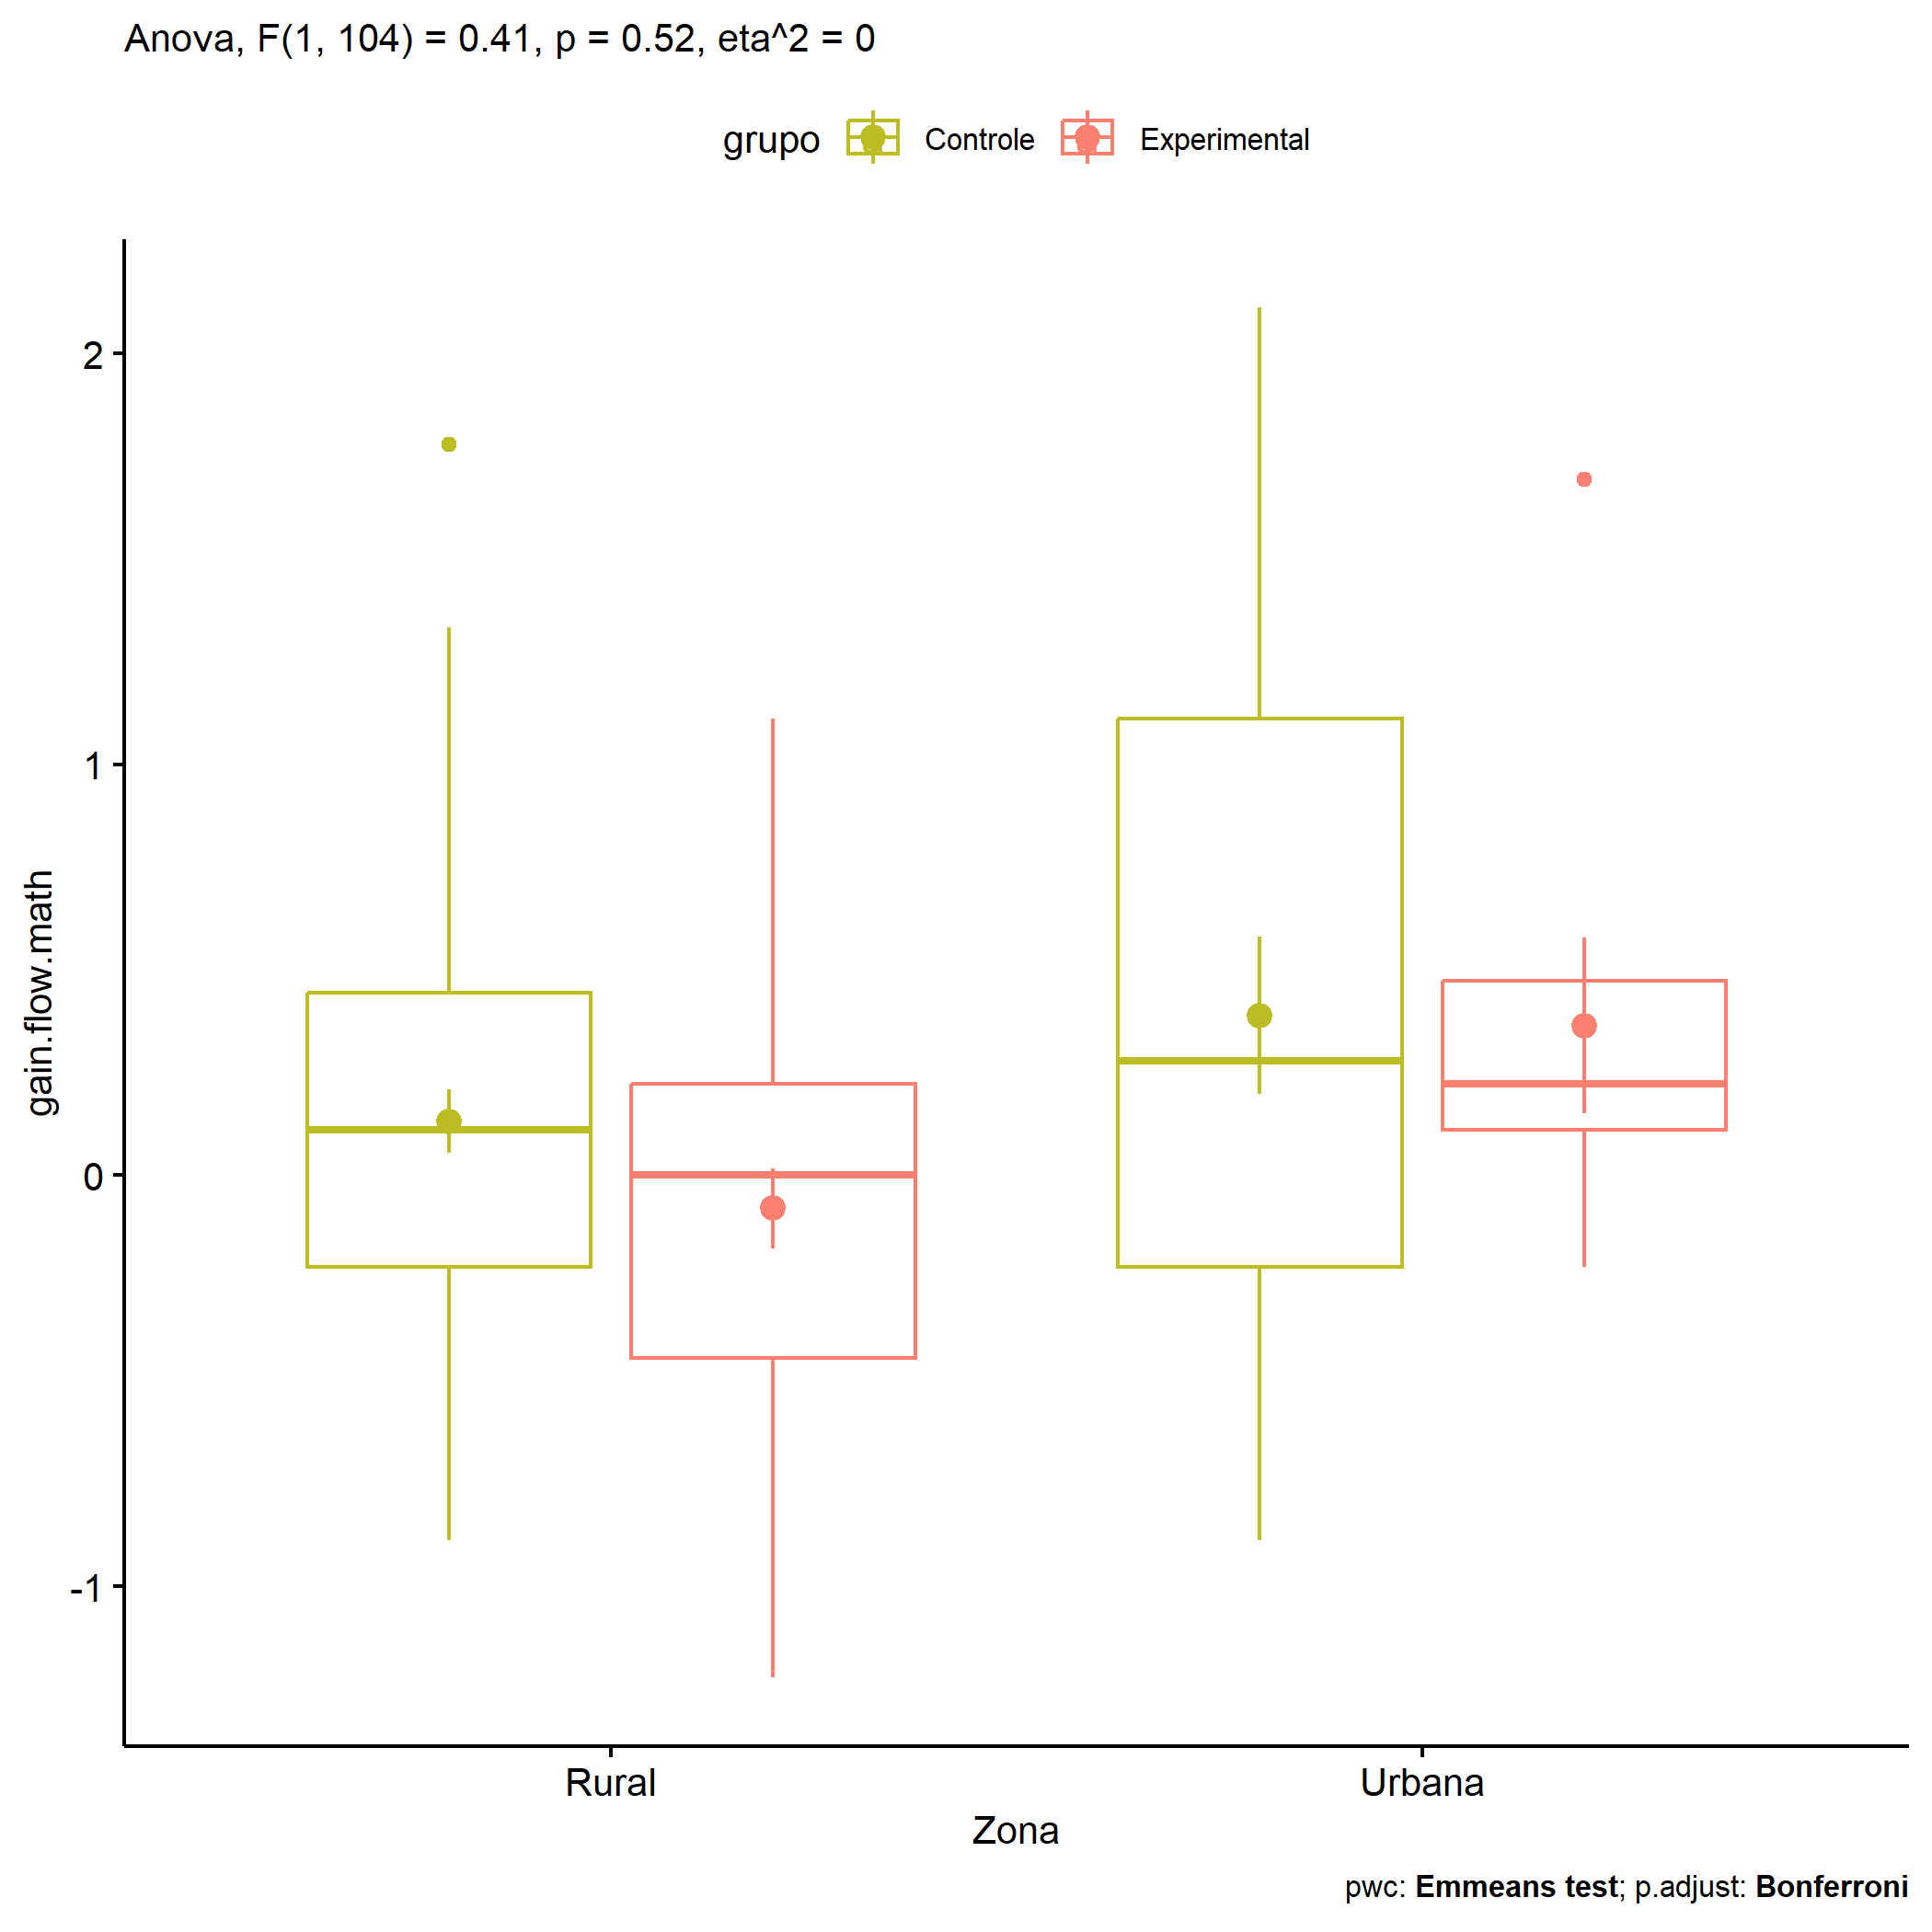 Anova, F(1, 104) = 0.41, p = 0.52, eta^2 = 0
grupo Controle Experimental
gain.flow.math
2
1
0
-1
Rural Urbana
Zona
pwc: Emmeans test; p.adjust: Bonferroni